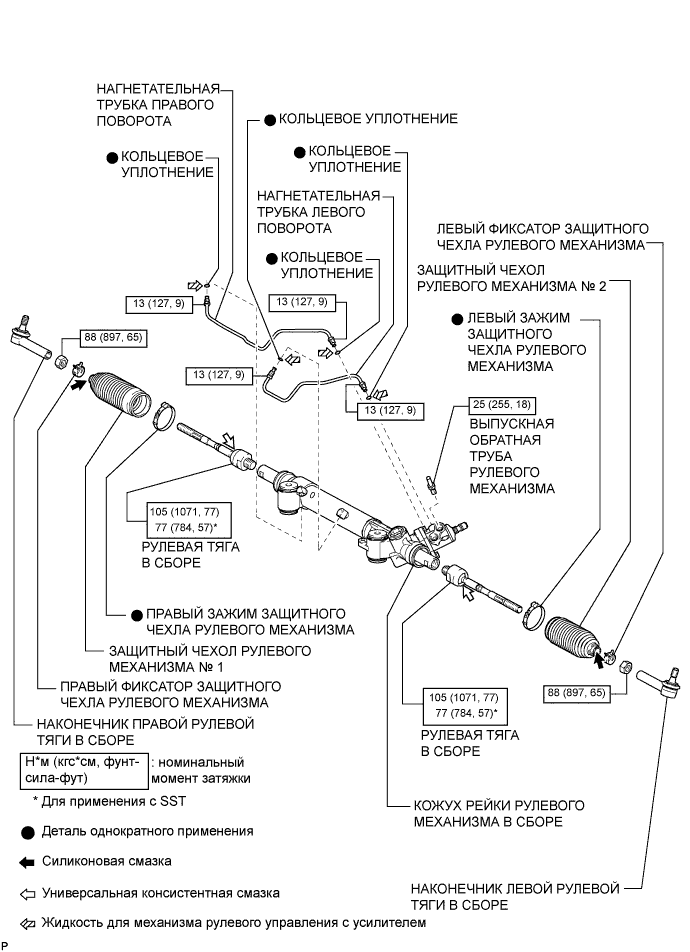 НАГНЕТАТЕЛЬНАЯ
ТРУБКА ПРАВОГО
ПОВОРОТА
КОЛЬЦЕВОЕ УПЛОТНЕНИЕ
КОЛЬЦЕВОЕ
УПЛОТНЕНИЕ
КОЛЬЦЕВОЕ
УПЛОТНЕНИЕ
НАГНЕТАТЕЛЬНАЯ
ТРУБКА ЛЕВОГО
ПОВОРОТА
ЛЕВЫЙ ФИКСАТОР ЗАЩИТНОГО
ЧЕХЛА РУЛЕВОГО МЕХАНИЗМА
КОЛЬЦЕВОЕ
УПЛОТНЕНИЕ
ЗАЩИТНЫЙ ЧЕХОЛ
РУЛЕВОГО МЕХАНИЗМА № 2
13 (127, 9)
13 (127, 9)
ЛЕВЫЙ ЗАЖИМ
ЗАЩИТНОГО
ЧЕХЛА РУЛЕВОГО
МЕХАНИЗМА
88 (897, 65)
13 (127, 9)
13 (127, 9)
25 (255, 18)
ВЫПУСКНАЯ
ОБРАТНАЯ
ТРУБА
РУЛЕВОГО
МЕХАНИЗМА
105 (1071, 77)
77 (784, 57)*
РУЛЕВАЯ ТЯГА
В СБОРЕ
ПРАВЫЙ ЗАЖИМ ЗАЩИТНОГО
ЧЕХЛА РУЛЕВОГО МЕХАНИЗМА
ЗАЩИТНЫЙ ЧЕХОЛ РУЛЕВОГО
МЕХАНИЗМА № 1
ПРАВЫЙ ФИКСАТОР ЗАЩИТНОГО
ЧЕХЛА РУЛЕВОГО МЕХАНИЗМА
88 (897, 65)
105 (1071, 77)
77 (784, 57)*
РУЛЕВАЯ ТЯГА
В СБОРЕ
НАКОНЕЧНИК ПРАВОЙ РУЛЕВОЙ
ТЯГИ В СБОРЕ
Н*м (кгс*см, фунт-
сила-фут)
: номинальный
момент затяжки
* Для применения с SST
КОЖУХ РЕЙКИ РУЛЕВОГО
МЕХАНИЗМА В СБОРЕ
Деталь однократного применения
Силиконовая смазка
Универсальная консистентная смазка
НАКОНЕЧНИК ЛЕВОЙ РУЛЕВОЙ
ТЯГИ В СБОРЕ
Жидкость для механизма рулевого управления с усилителем
P